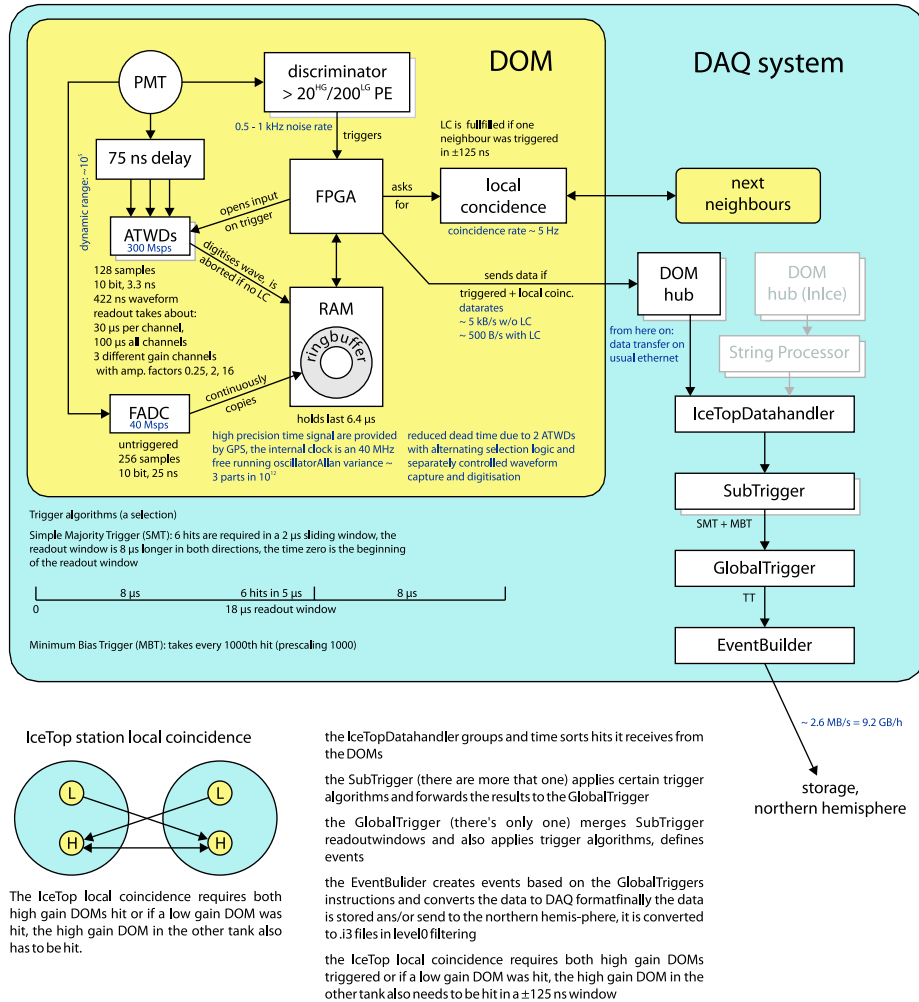 DOM
DAQ system
PMT
discriminator
> 20HG/200LG PE
0.5 - 1 kHz noise rate
triggers
LC is fullfilled if one
neighbour was triggered
in ±125 ns
dynamic range: ~10⁵
75 ns delay
FPGA
asks
for
local
concidence
coincidence rate ~ 5 Hz
next
neighbours
opens input
on trigger
ATWDs
300 Msps
digitises wave, is
aborted if no LC
128 samples
10 bit, 3.3 ns
422 ns waveform
readout takes about:
30 µs per channel,
100µs all channels
3 different gain channels
with amp. factors 0.25, 2, 16
RAM
ringbuffer
holds last 6.4 µs
sends data if
triggered + local coinc.
datarates
~ 5 kB/s w/o LC
~ 500 B/s with LC
DOM
hub
DOM
hub (InIce)
from here on:
data transfer on
usual ethernet
String Processor
continuously
copies
FADC
40 Msps
untriggered
256 samples
10 bit, 25 ns
high precision time signal are provided
by GPS, the internal clock is an 40 MHz
free running oscillatorAllan variance ~
3 parts in 10¹²
reduced dead time due to 2 ATWDs
with alternating selection logic and
separately controlled waveform
capture and digitisation
IceTopDatahandler
SubTrigger
SMT + MBT
GlobalTrigger
TT
EventBuilder
Trigger algorithms (a selection)
Simple Majority Trigger (SMT): 6 hits are required in a 2 µs sliding window, the
readout window is 8 µs longer in both directions, the time zero is the beginning
of the readout window
8 µs
6 hits in 5 µs
8 µs
0
18 µs readout window
Minimum Bias Trigger (MBT): takes every 1000th hit (prescaling 1000)
~ 2.6 MB/s = 9.2 GB/h
storage,
northern hemisphere
IceTop station local coincidence
L
L
H
H
The IceTop local coincidence requires both
high gain DOMs hit or if a low gain DOM was
hit, the high gain DOM in the other tank also
has to be hit.
the IceTopDatahandler groups and time sorts hits it receives from
the DOMs
the SubTrigger (there are more that one) applies certain trigger
algorithms and forwards the results to the GlobalTrigger
the GlobalTrigger (there's only one) merges SubTrigger
readoutwindows and also applies trigger algorithms, defines
events
the EventBulider creates events based on the GlobalTriggers
instructions and converts the data to DAQ formatfinally the data
is stored ans/or send to the northern hemis-phere, it is converted
to .i3 files in level0 filtering
the IceTop local coincidence requires both high gain DOMs
triggered or if a low gain DOM was hit, the high gain DOM in the
other tank also needs to be hit in a ±125 ns window